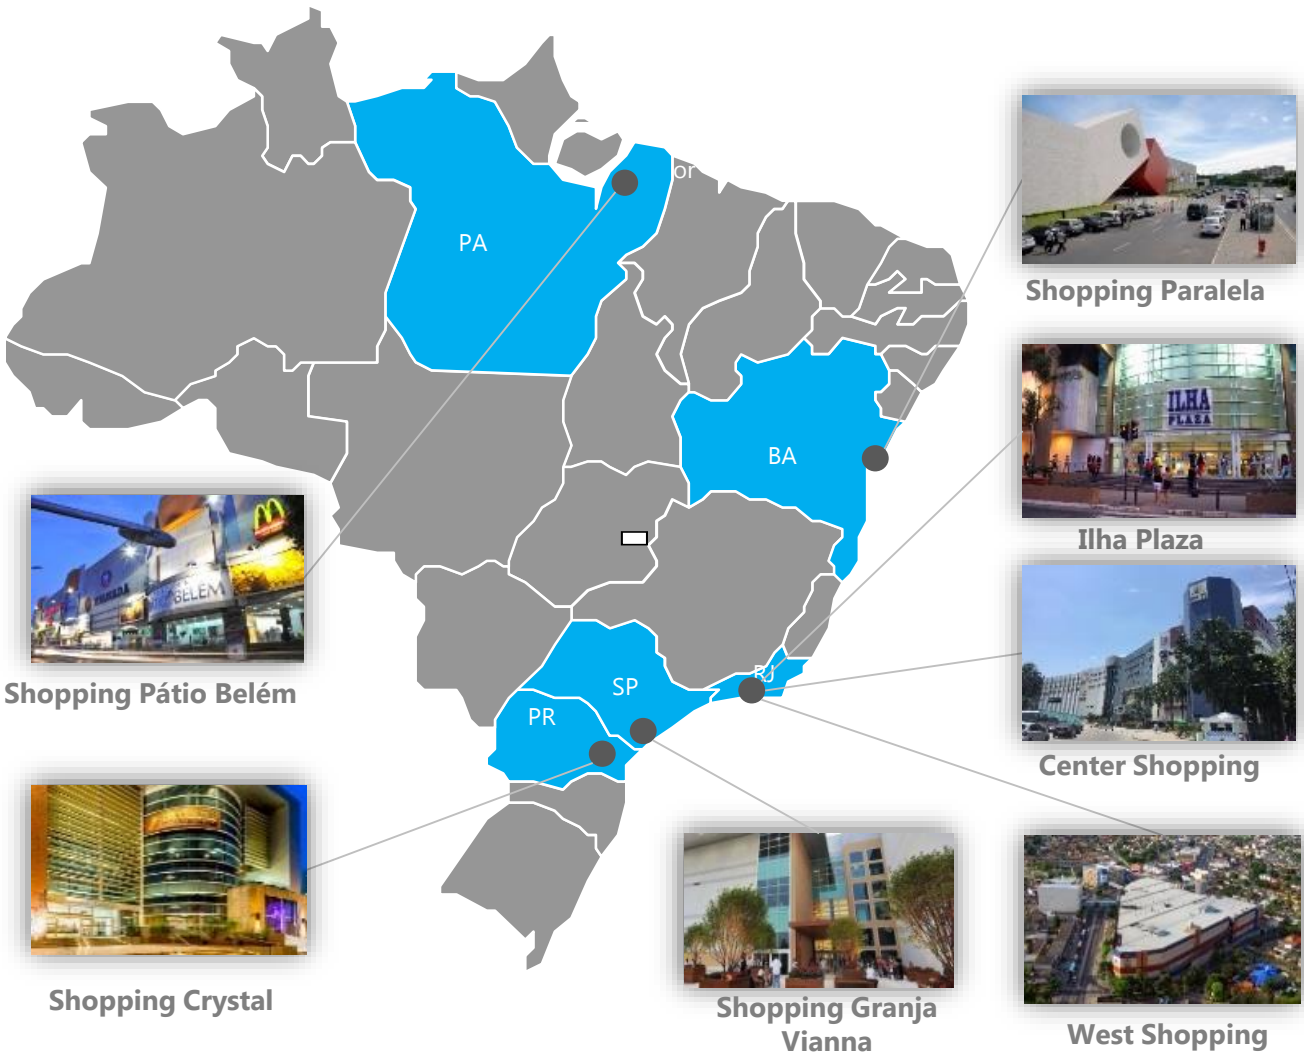 or
PA
Shopping Paralela
ILHA
PLAZA
BA
Ilha Plaza
BELÉM
Shopping Pátio Belém
RJ
SP
PR
Center Shopping
Shopping Crystal
Shopping Granja
Vianna
West Shopping